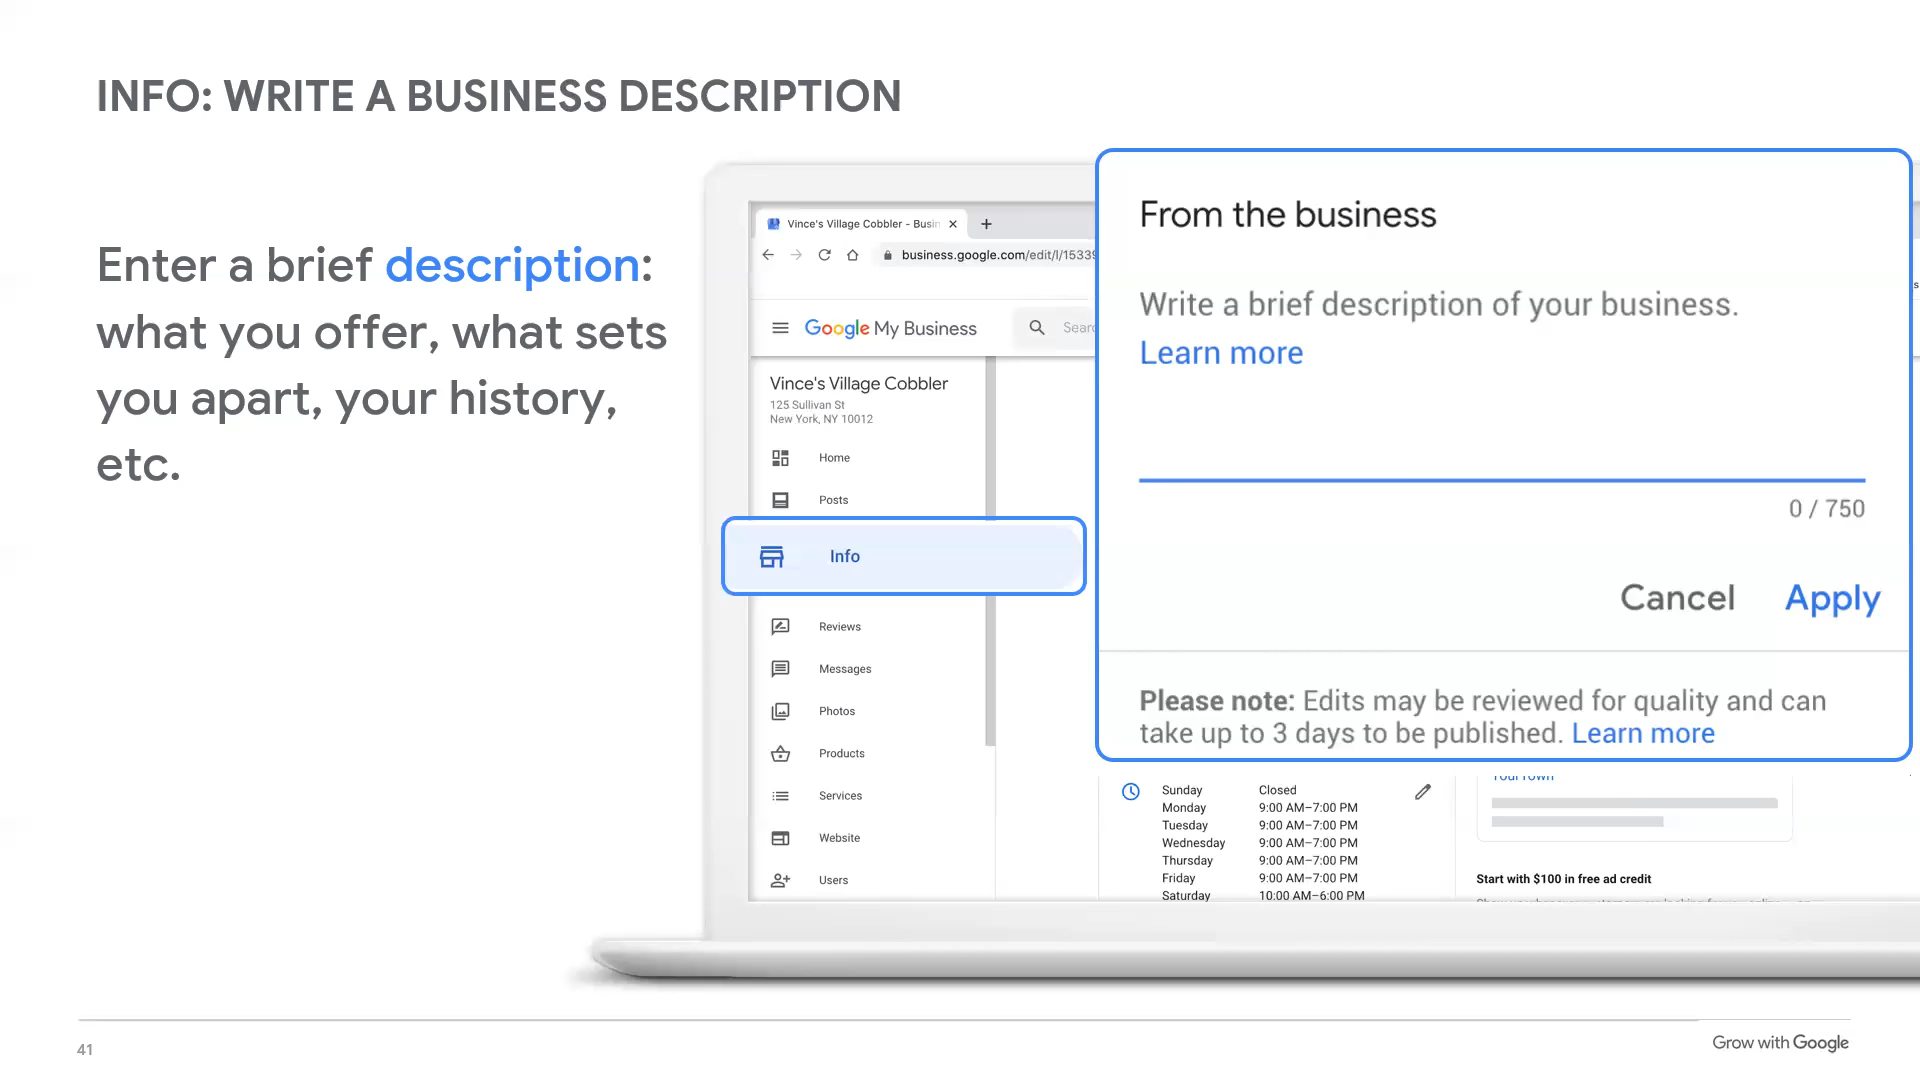 INFO: WRITE A BUSINESS DESCRIPTION
Enter a brief description:
what you offer, what sets
you apart, your history,
etc.
Vince's Village Cobbler - Busin
business.google.com/edit/l/1533
Google My Business
Vince's Village Cobbler
125 Sullivan St
New York, NY 10012
Home
Posts
Info
Reviews
Messages
Photos
Products
Services
Website
Users
From the business
Write a brief description of your business.
Learn more
0 / 750
Cancel Apply
Please note: Edits may be reviewed for quality and can
take up to 3 days to be published. Learn more
Sunday Closed
Monday 9:00 AM–7:00 PM
Tuesday 9:00 AM–7:00 PM
Wednesday 9:00 AM–7:00 PM
Thursday 9:00 AM–7:00 PM
Friday 9:00 AM–7:00 PM
Saturday 10:00 AM–6:00 PM
Start with $100 in free ad credit
41
Grow with Google